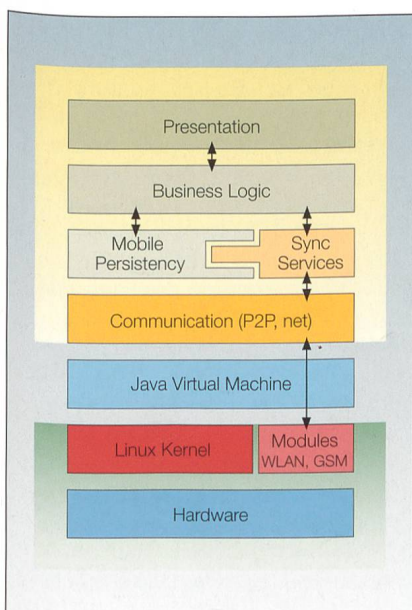 Presentation
Business Logic
Mobile
Persistency
Sync
Services
Communication (P2P, net)
Java Virtual Machine
Linux Kernel
Modules
WLAN, GSM
Hardware